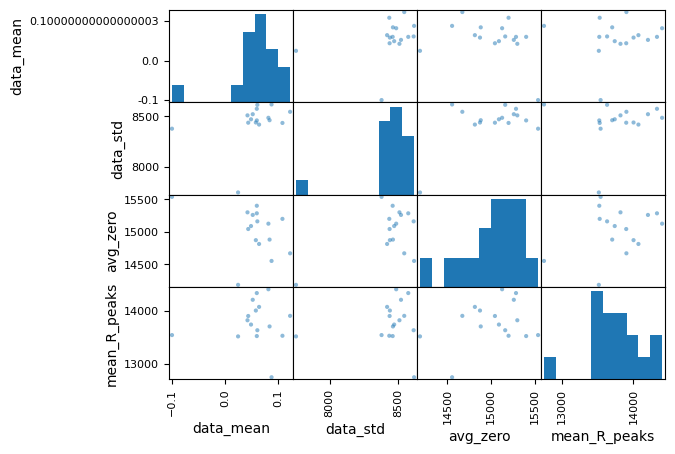 0.10000000000000003
0.0
-0.1
data_mean
8500
8000
data_std
15500
15000
14500
avg_zero
14000
13000
mean_R_peaks
−0.1
0.0
0.1
8000
8500
14500
15000
15500
13000
14000
data_mean
data_std
avg_zero
mean_R_peaks